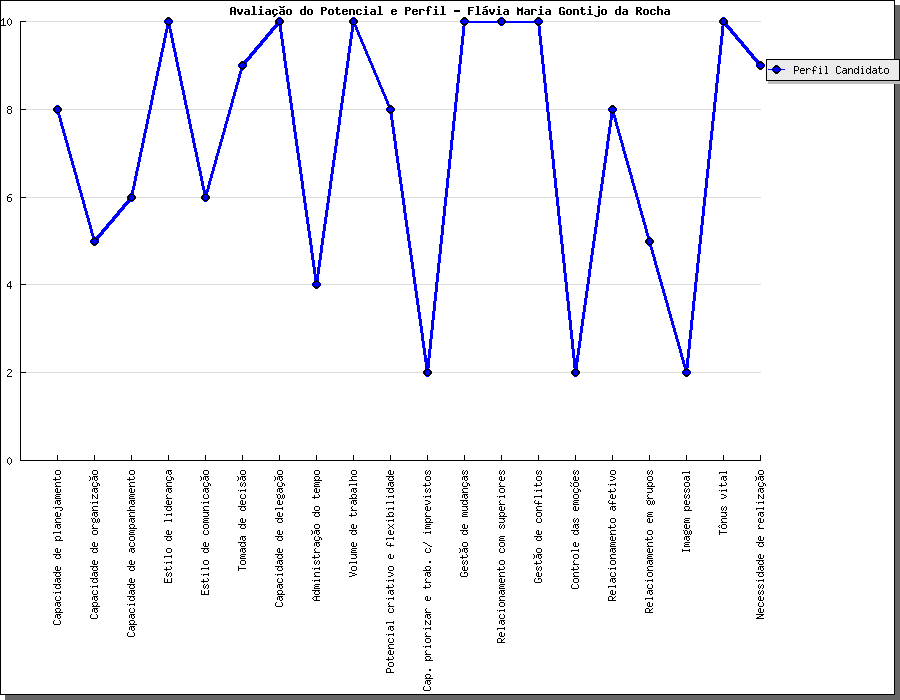 Avaliação do Potencial e Perfil - Flávia Maria Gontijo da Rocha
10
8
6
4
2
0
Perfil Candidato
Capacidade de planejamento
Capacidade de organização
Capacidade de acompanhamento
Estilo de liderança
Estilo de comunicação
Tomada de decisão
Capacidade de delegação
Administração do tempo
Volume de trabalho
Potencial criativo e flexibilidade
Cap. priorizar e trab. c/ imprevistos
Gestão de mudanças
Relacionamento com superiores
Gestão de conflitos
Controle das emoções
Relacionamento afetivo
Relacionamento em grupos
Imagem pessoal
Tônus vital
Necessidade de realização